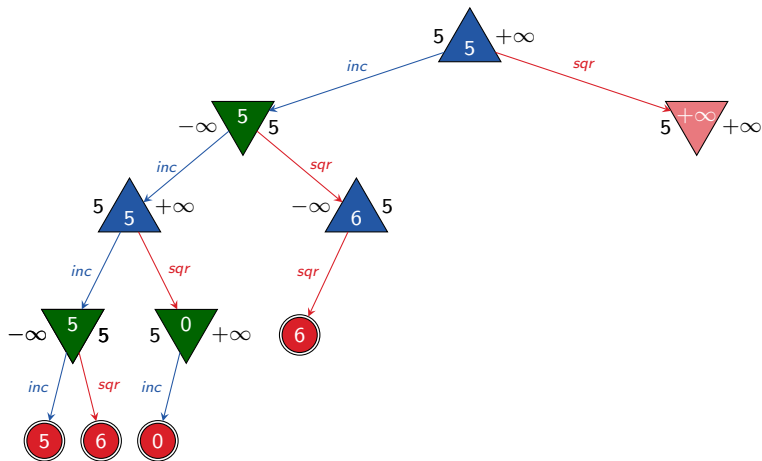 5 5 +∞
inc sqr
−∞ 5 5
5 +∞ +∞
inc sqr
5 5 +∞
−∞ 6 5
inc sqr sqr
−∞ 5 5
5 0 +∞
6
inc sqr inc
5 6 0